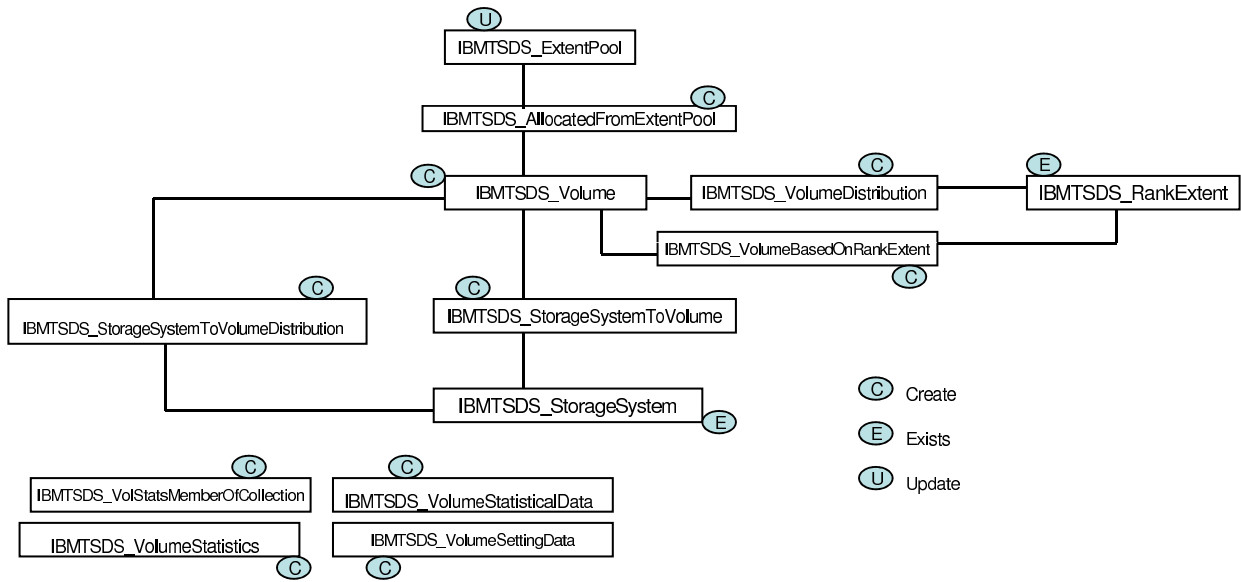 U
IBMTSDS_ExtentPool
C
IBMTSDS_AllocatedFromExtentPool
C
IBMTSDS_Volume
C
IBMTSDS_VolumeDistribution
E
IBMTSDS_RankExtent
IBMTSDS_VolumeBasedOnRankExtent
C
C
IBMTSDS_StorageSystemToVolumeDistribution
C
IBMTSDS_StorageSystemToVolume
IBMTSDS_StorageSystem
E
C Create
E Exists
U Update
C
IBMTSDS_VolStatsMemberOfCollection
C
IBMTSDS_VolumeStatisticalData
IBMTSDS_VolumeStatistics
C
IBMTSDS_VolumeSettingData
C